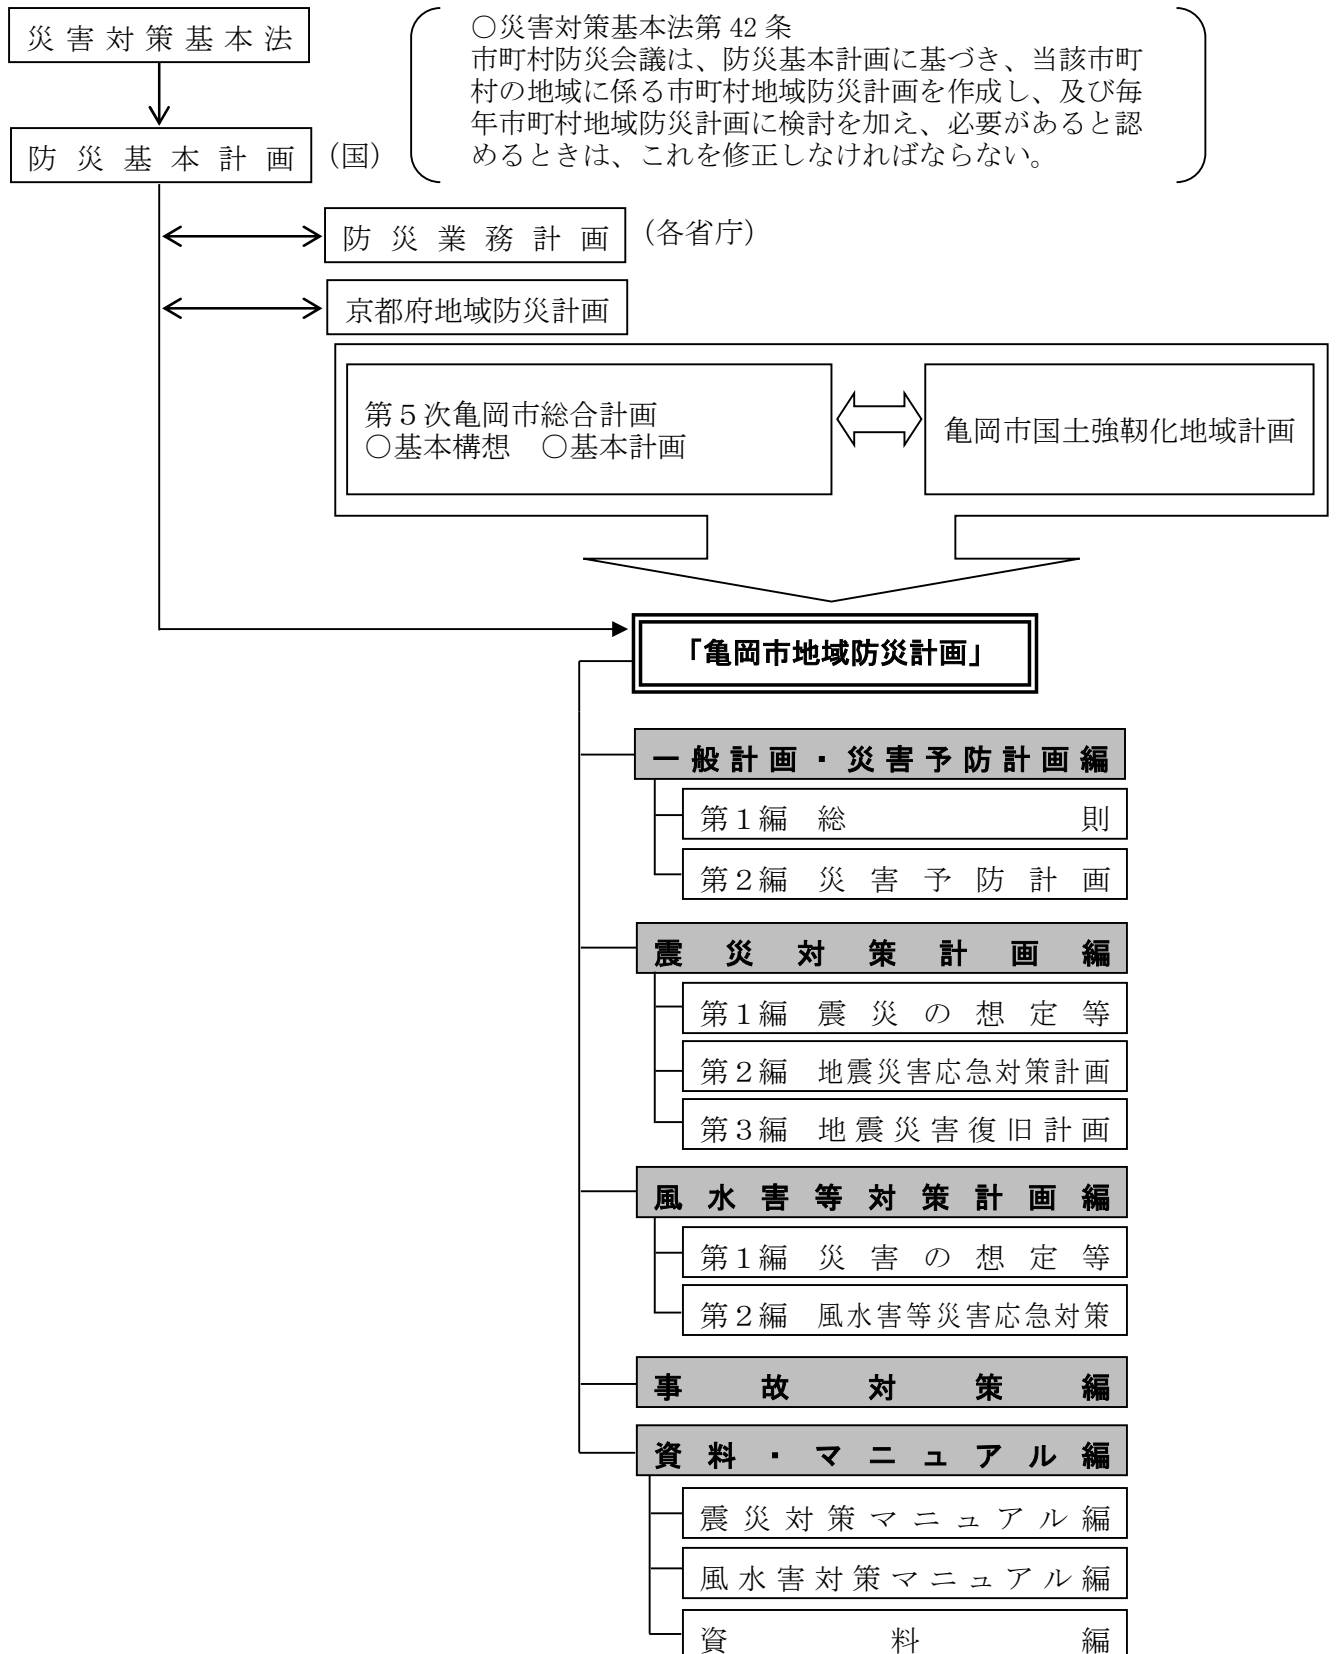 災害対策基本法
○災害対策基本法第42条
市町村防災会議は、防災基本計画に基づき、当該市町
村の地域に係る市町村地域防災計画を作成し、及び毎
年市町村地域防災計画に検討を加え、必要があると認
めるときは、これを修正しなければならない。
防災基本計画 (国)
防災業務計画 (各省庁)
京都府地域防災計画
第5次亀岡市総合計画
○基本構想 ○基本計画
亀岡市国土強靱化地域計画
「亀岡市地域防災計画」
一般計画・災害予防計画編
第1編 総則
第2編 災害予防計画
震災対策計画編
第1編 震災の想定等
第2編 地震災害応急対策計画
第3編 地震災害復旧計画
風水害等対策計画編
第1編 災害の想定等
第2編 風水害等災害応急対策
事故対策編
資料・マニュアル編
震災対策マニュアル編
風水害対策マニュアル編
資料編